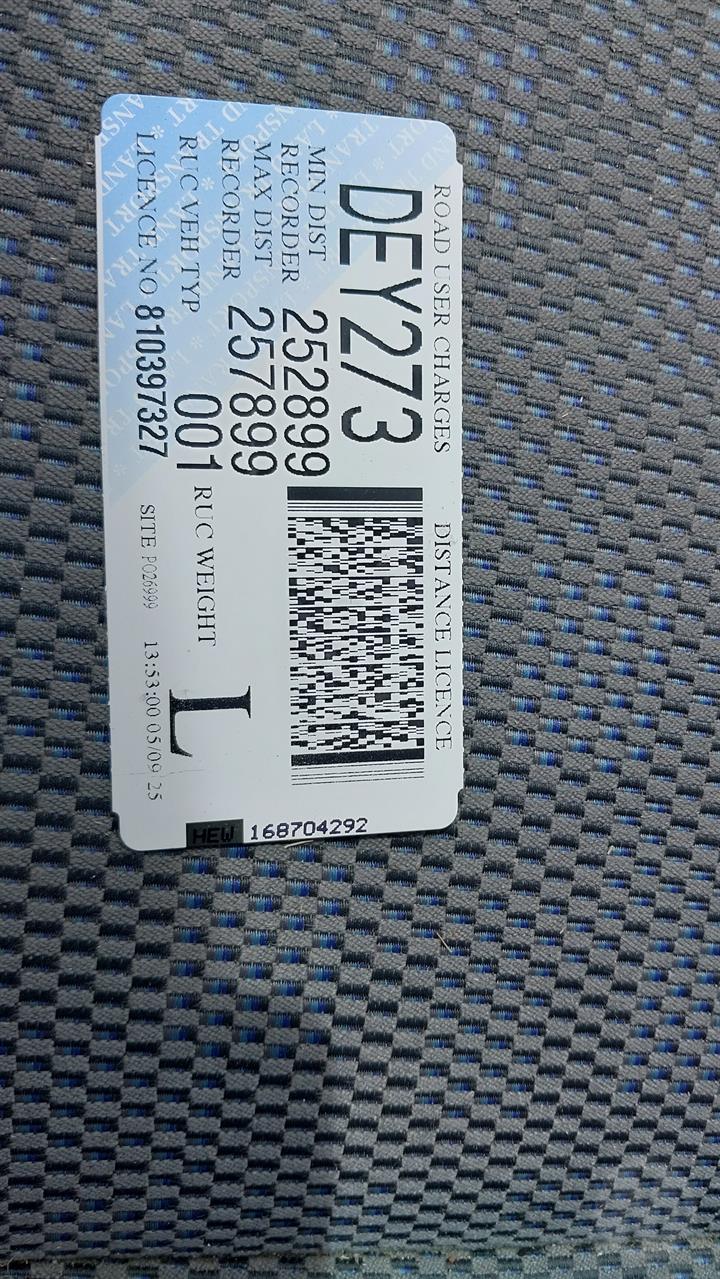 ROAD USER CHARGES DISTANCE LICENCE
DEY273
MIN DIST
RECORDER 252899
MAX DIST
RECORDER 257899
RUC VEH TYP 001 RUC WEIGHT L
LICENCE NO 810397327 SITE PO26999 13:53:00 05/09 25
HEW 168704292